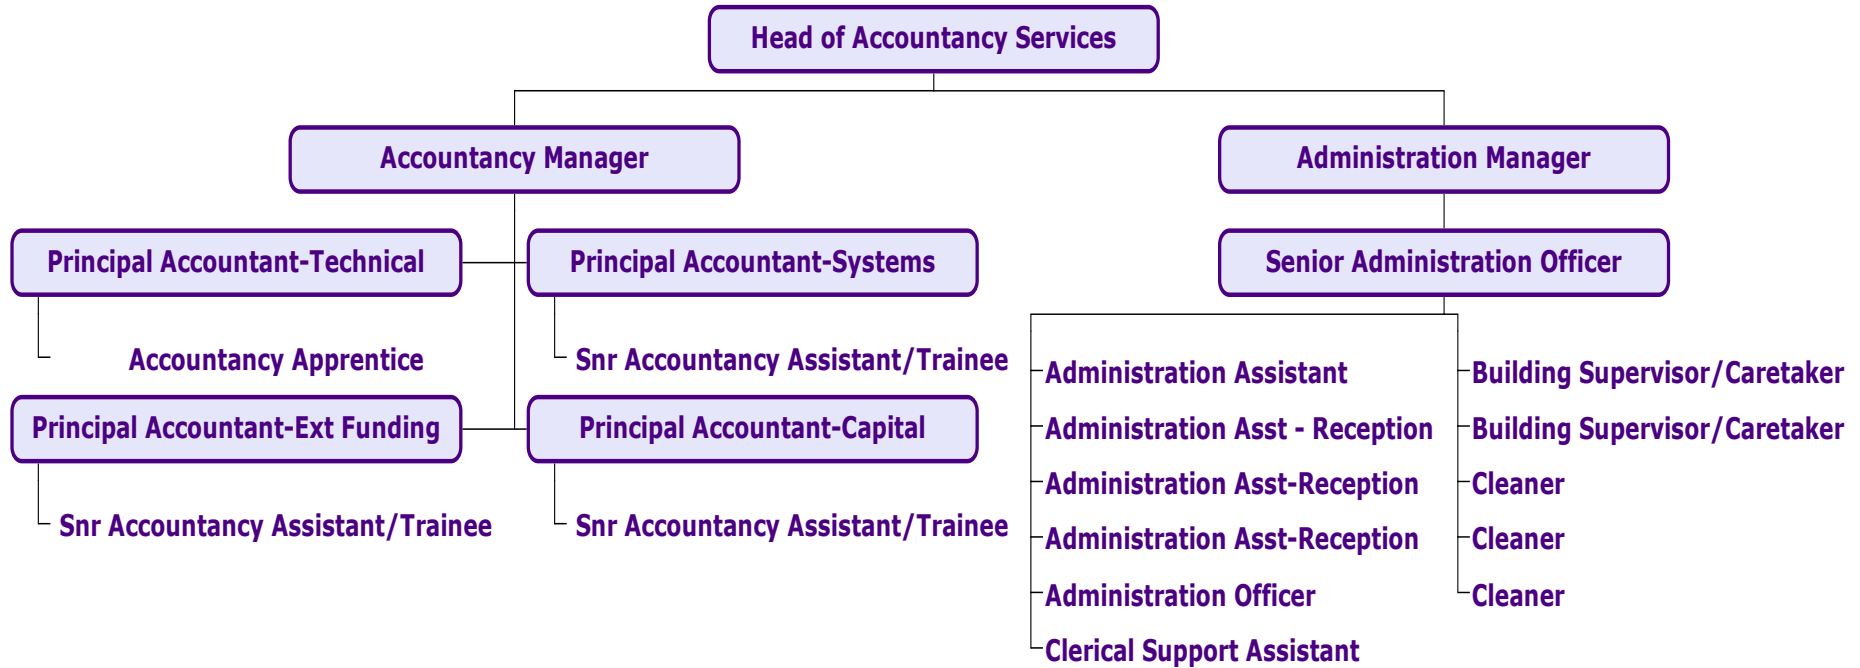 Head of Accountancy Services
Accountancy Manager
Administration Manager
Principal Accountant-Technical
Principal Accountant-Systems
Senior Administration Officer
Accountancy Apprentice
Snr Accountancy Assistant/Trainee
Principal Accountant-Ext Funding
Principal Accountant-Capital
Snr Accountancy Assistant/Trainee
Snr Accountancy Assistant/Trainee
Administration Assistant
Administration Asst - Reception
Administration Asst-Reception
Administration Asst-Reception
Administration Officer
Clerical Support Assistant
Building Supervisor/Caretaker
Building Supervisor/Caretaker
Cleaner
Cleaner
Cleaner